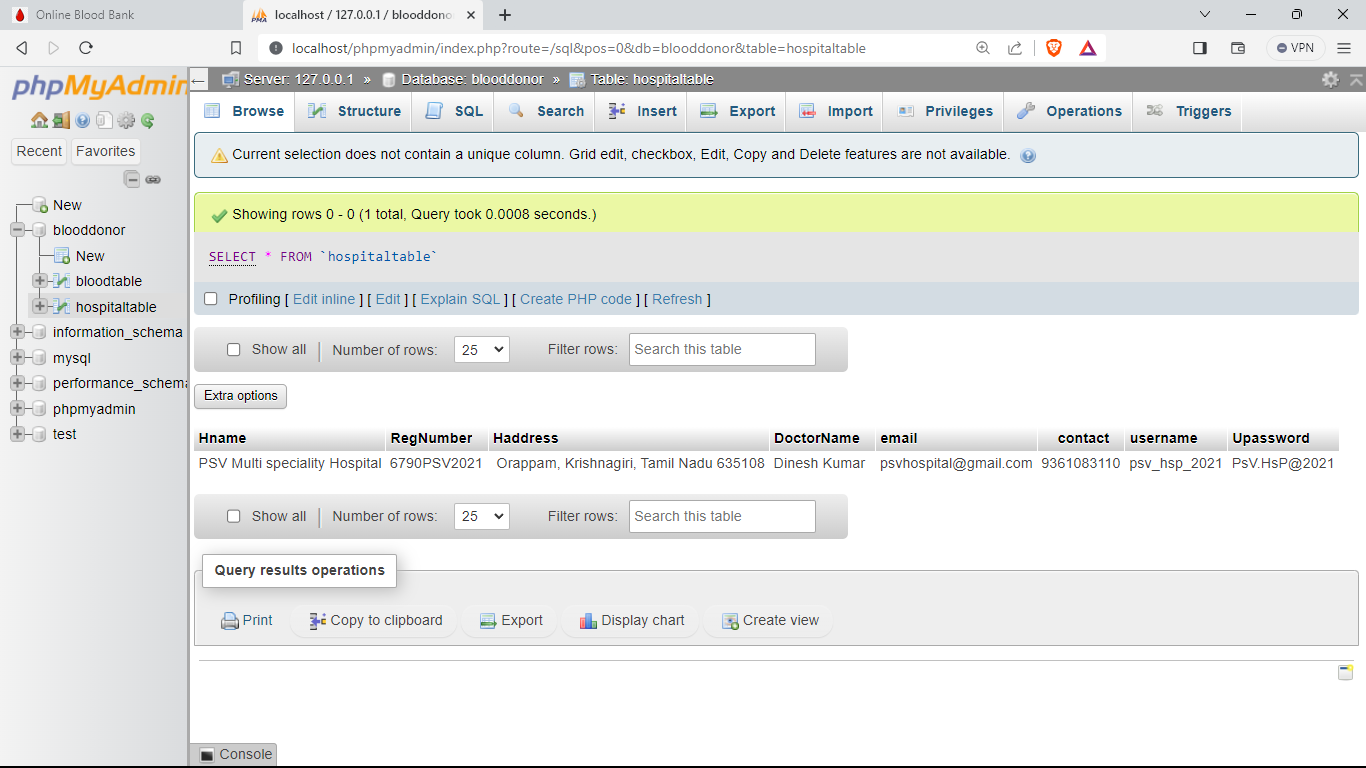 Online Blood Bank
localhost / 127.0.0.1 / blooddono
localhost/phpmyadmin/index.php?route=/sql&pos=0&db=blooddonor&table=hospitaltable
VPN
phpMyAdmin
Recent Favorites
New
blooddonor
New
bloodtable
hospitaltable
information_schema
mysql
performance_schema
phpmyadmin
test
Server: 127.0.0.1 » Database: blooddonor » Table: hospitaltable
Browse Structure SQL Search Insert Export Import Privileges Operations Triggers
Current selection does not contain a unique column. Grid edit, checkbox, Edit, Copy and Delete features are not available.
Showing rows 0 - 0 (1 total, Query took 0.0008 seconds.)
SELECT * FROM `hospitaltable`
Profiling [ Edit inline ] [ Edit ] [ Explain SQL ] [ Create PHP code ] [ Refresh ]
Show all | Number of rows: 25 Filter rows: Search this table
Extra options
Hname RegNumber Haddress DoctorName email contact username Upassword
PSV Multi speciality Hospital 6790PSV2021 Orappam, Krishnagiri, Tamil Nadu 635108 Dinesh Kumar psvhospital@gmail.com 9361083110 psv_hsp_2021 PsV.HsP@2021
Show all | Number of rows: 25 Filter rows: Search this table
Query results operations
Print Copy to clipboard Export Display chart Create view
Console